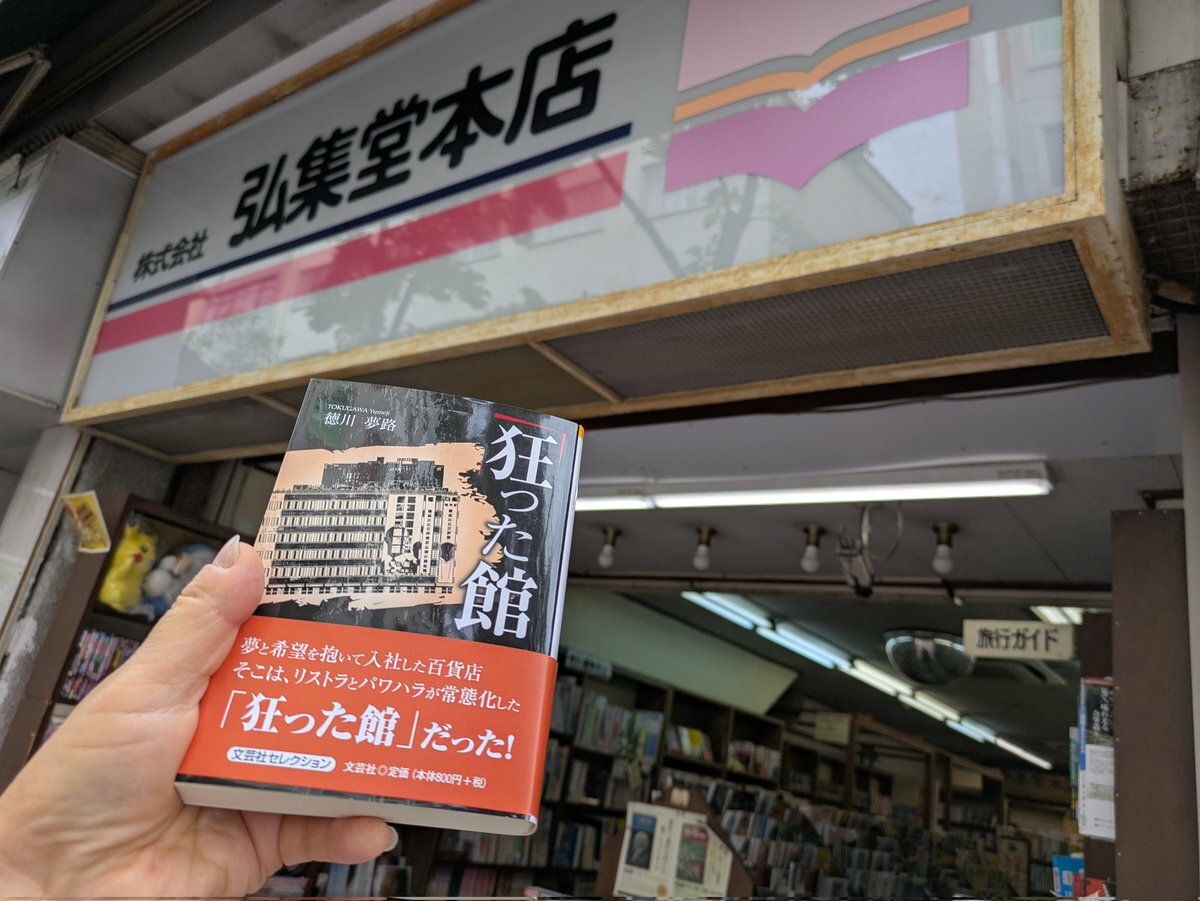 株式会社 弘集堂本店
TOKUGAWA Yumeji
徳川 夢路
狂った館
夢と希望を抱いて入社した百貨店
そこは、リストラとパワハラが常態化した
「狂った館」だった!
文芸社セレクション 文芸社◎定価(本体800円+税)
旅行ガイド